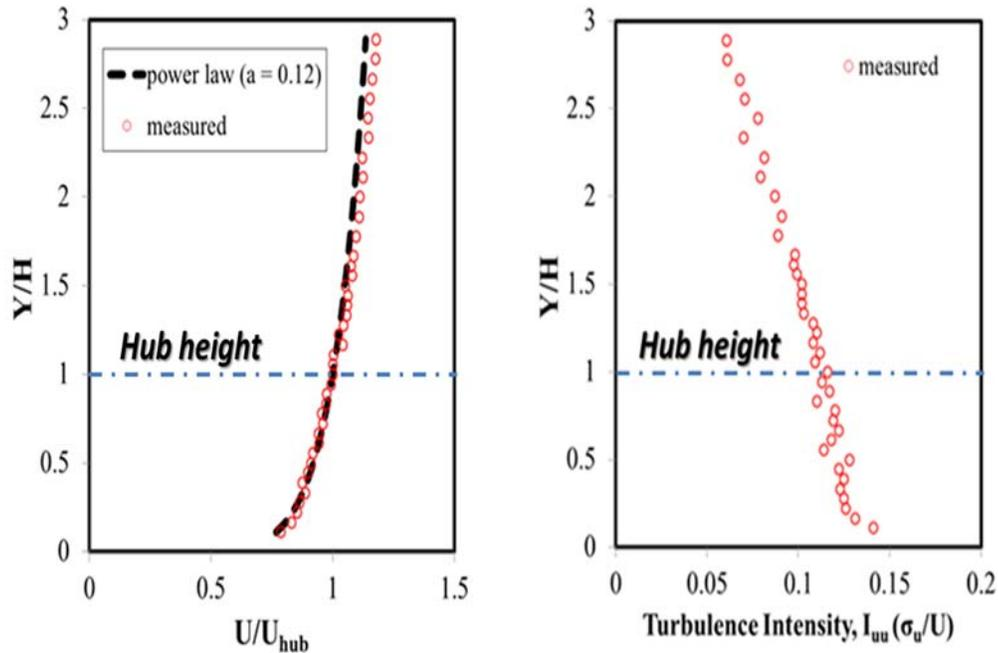 3
2.5
2
1.5
1
0.5
0
Y/H
power law (a = 0.12)
measured
Hub height
0 0.5 1 1.5
U/Uhub
3
2.5
2
1.5
1
0.5
0
Y/H
measured
Hub height
0 0.05 0.1 0.15 0.2
Turbulence Intensity, Iuu (σu/U)